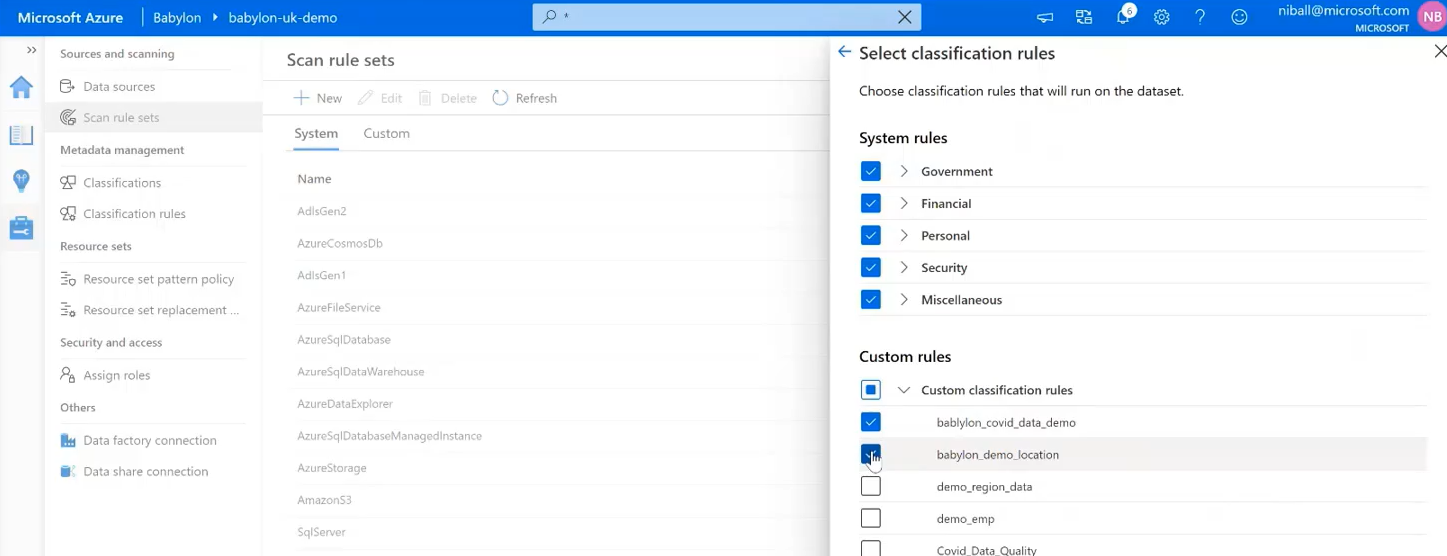 Microsoft Azure
Babylon
babylon-uk-demo
*
6
niball@microsoft.com
MICROSOFT
NB
Sources and scanning
Data sources
Scan rule sets
Metadata management
Classifications
Classification rules
Resource sets
Resource set pattern policy
Resource set replacement ...
Security and access
Assign roles
Others
Data factory connection
Data share connection
Scan rule sets
New
Edit
Delete
Refresh
System
Custom
Name
AdlsGen2
AzureCosmosDb
AdlsGen1
AzureFileService
AzureSqlDatabase
AzureSqlDataWarehouse
AzureDataExplorer
AzureSqlDatabaseManagedInstance
AzureStorage
AmazonS3
SqlServer
Select classification rules
Choose classification rules that will run on the dataset.
System rules
Government
Financial
Personal
Security
Miscellaneous
Custom rules
Custom classification rules
bablylon_covid_data_demo
babylon_demo_location
demo_region_data
demo_emp
Covid_Data_Quality